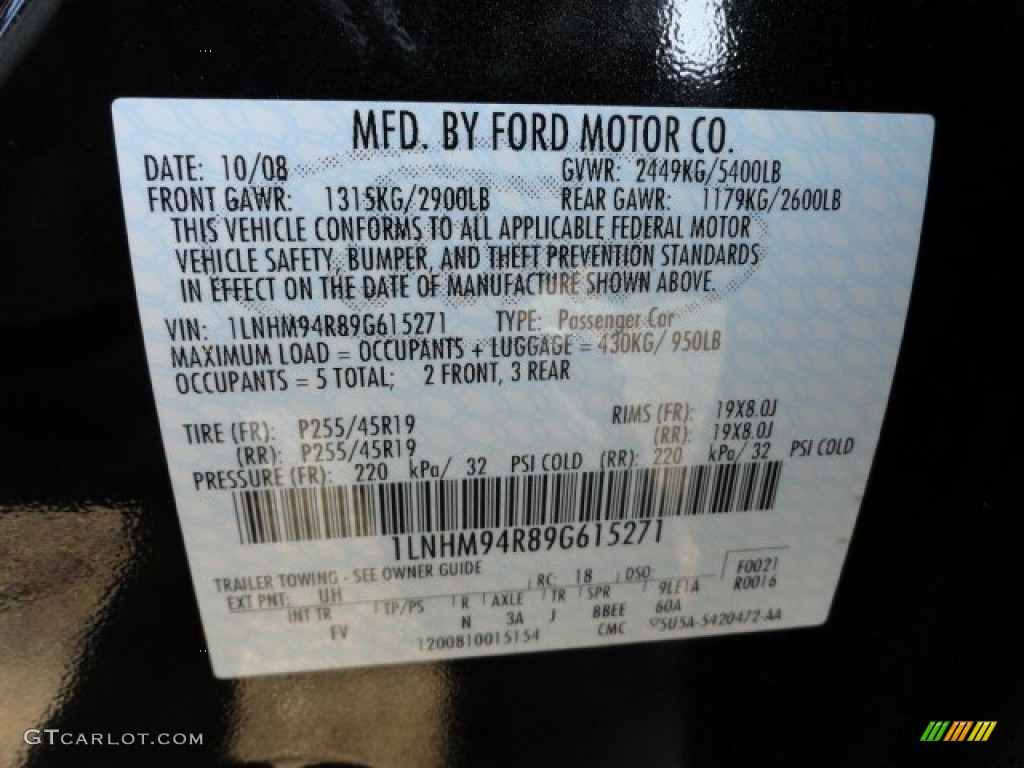 MFD. BY FORD MOTOR CO.
DATE: 10/08 GVWR: 2449KG/5400LB
FRONT GAWR: 1315KG/2900LB REAR GAWR: 1179KG/2600LB
THIS VEHICLE CONFORMS TO ALL APPLICABLE FEDERAL MOTOR
VEHICLE SAFETY, BUMPER, AND THEFT PREVENTION STANDARDS
IN EFFECT ON THE DATE OF MANUFACTURE SHOWN ABOVE.
VIN: 1LNHM94R89G615271 TYPE: Passenger Car
MAXIMUM LOAD = OCCUPANTS + LUGGAGE = 430KG/ 950LB
OCCUPANTS = 5 TOTAL; 2 FRONT, 3 REAR
TIRE (FR): P255/45R19 RIMS (FR): 19X8.0J
(RR): P255/45R19 (RR): 19X8.0J
PRESSURE (FR): 220 kPa/ 32 PSI COLD (RR): 220 kPa/ 32 PSI COLD
1LNHM94R89G615271
TRAILER TOWING - SEE OWNER GUIDE
EXT PNT: UH RC: 18 DSO: F0021
INT TR TP/PS R AXLE TR SPR 9LE1A R0016
FV N 3A J BBEE 60A
1200810015154 CMC ▽5U5A-5420472-AA
GTCARLOT.COM